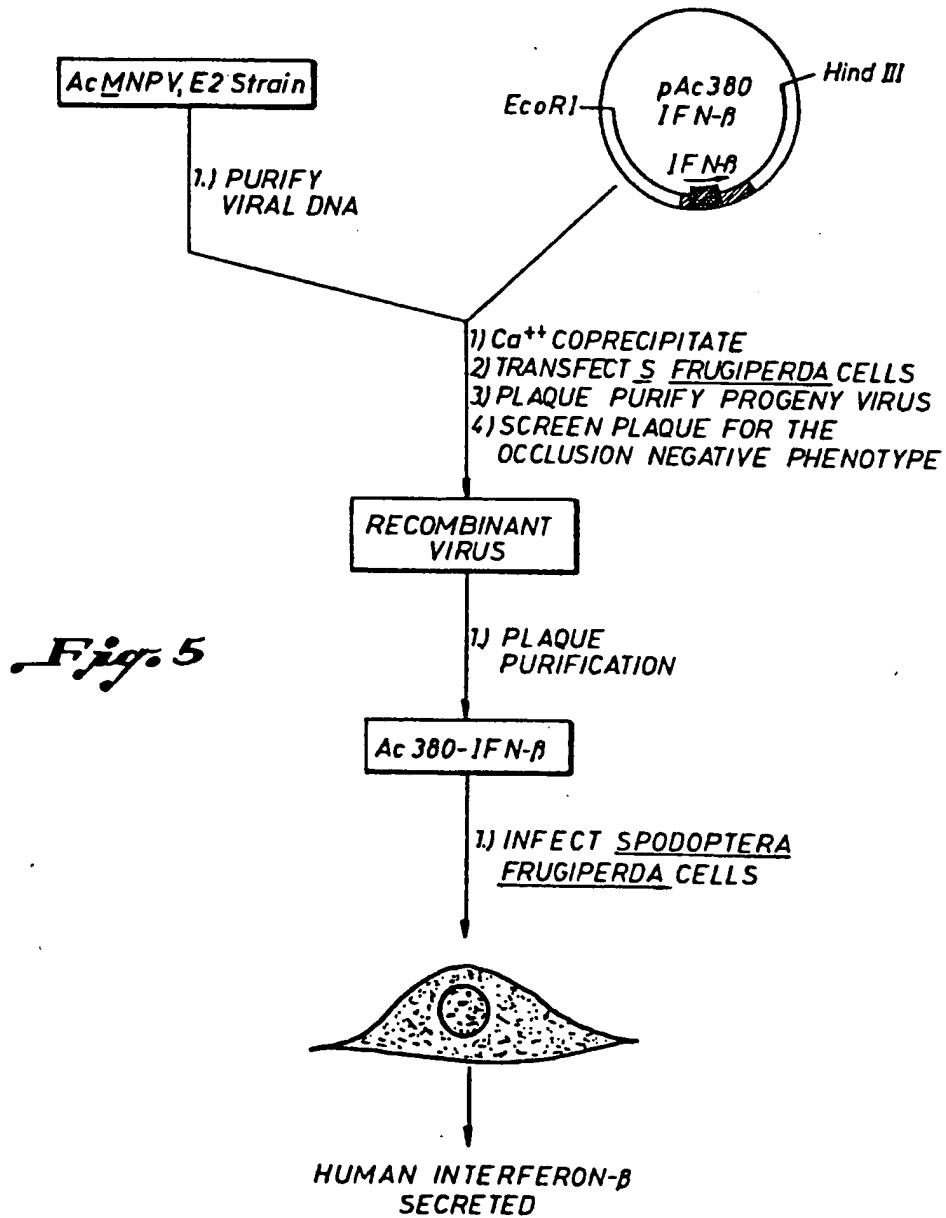 AcMNPV, E2 Strain
pAc380
IFN-β
EcoRI
Hind III
IFN-β
1.) PURIFY
VIRAL DNA
1) Ca++ COPRECIPITATE
2) TRANSFECT S FRUGIPERDA CELLS
3) PLAQUE PURIFY PROGENY VIRUS
4) SCREEN PLAQUE FOR THE
OCCLUSION NEGATIVE PHENOTYPE
RECOMBINANT
VIRUS
1.) PLAQUE
PURIFICATION
Fig. 5
Ac 380-IFN-β
1.) INFECT SPODOPTERA
FRUGIPERDA CELLS
HUMAN INTERFERON-β
SECRETED